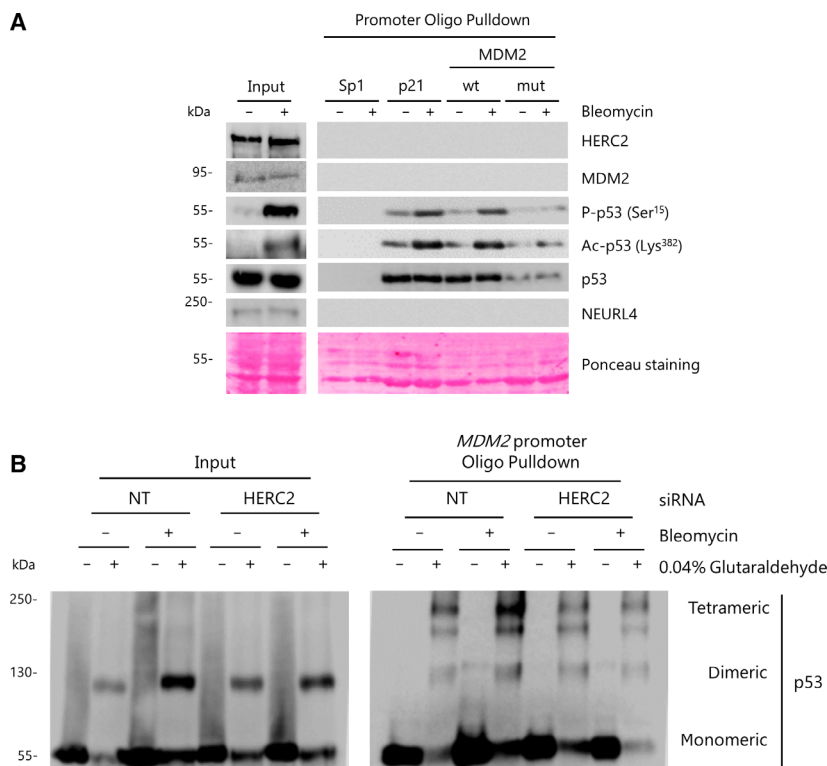 A
Promoter Oligo Pulldown
MDM2
Input Sp1 p21 wt mut
kDa − + − + − + − + − + Bleomycin
HERC2
95- MDM2
55- P-p53 (Ser15)
55- Ac-p53 (Lys382)
55- p53
250- NEURL4
55- Ponceau staining
B
Input
MDM2 promoter
Oligo Pulldown
NT HERC2 NT HERC2 siRNA
− + − + − + − + Bleomycin
kDa − + − + − + − + − + − + − + − + 0.04% Glutaraldehyde
250- Tetrameric
130- Dimeric
p53
Monomeric
55-